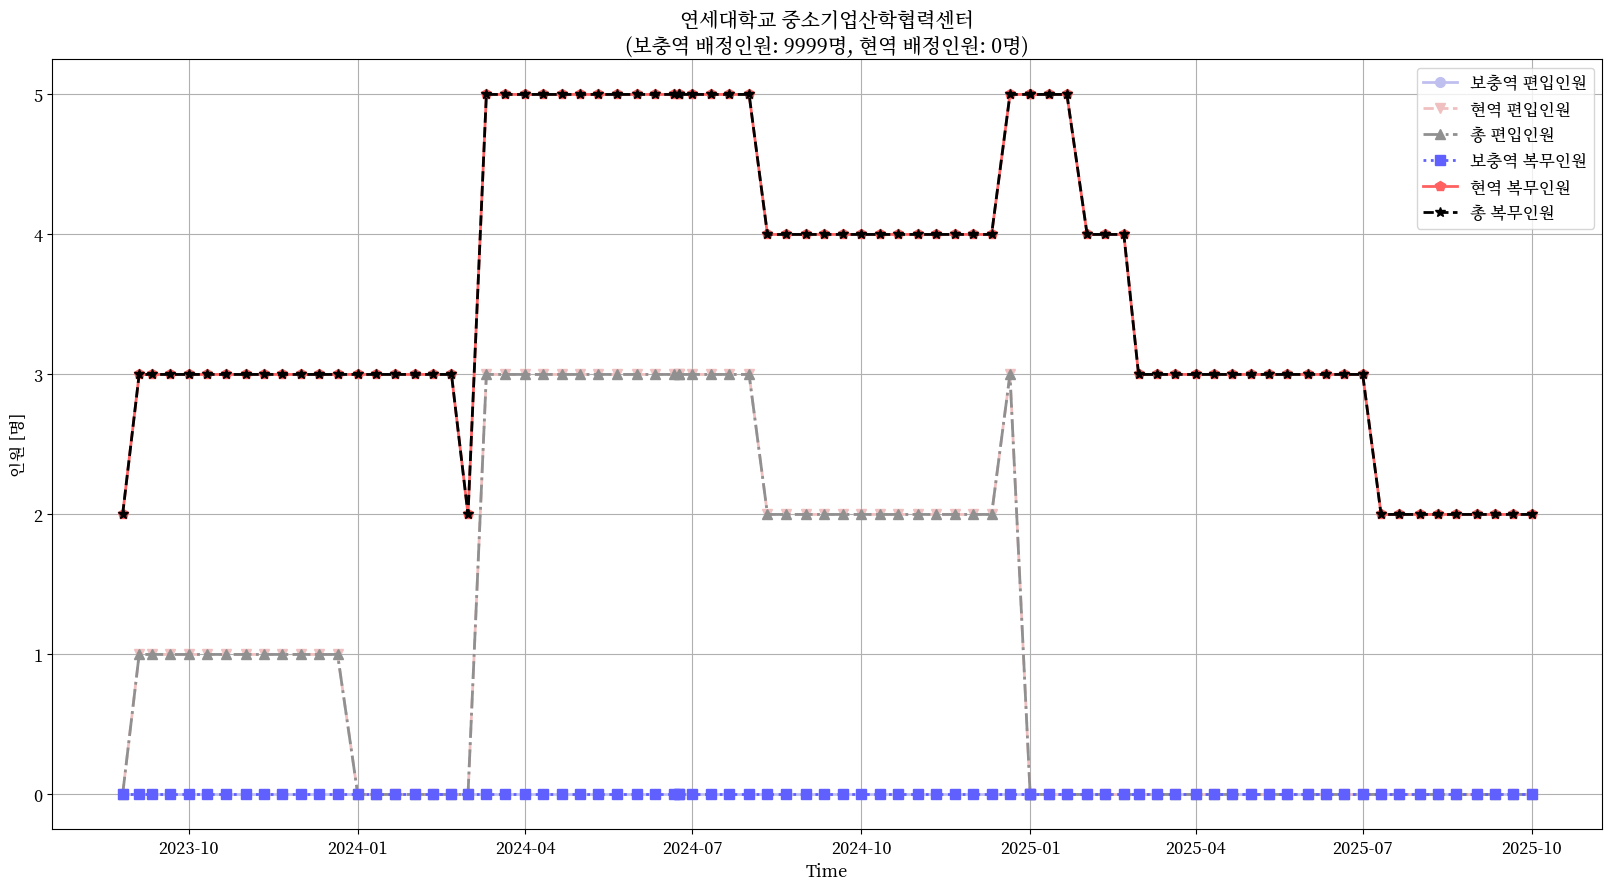 연세대학교 중소기업산학협력센터
(보충역 배정인원: 9999명, 현역 배정인원: 0명)
보충역 편입인원
현역 편입인원
총 편입인원
보충역 복무인원
현역 복무인원
총 복무인원
인원 [명]
5
4
3
2
1
0
2023-10
2024-01
2024-04
2024-07
2024-10
2025-01
2025-04
2025-07
2025-10
Time